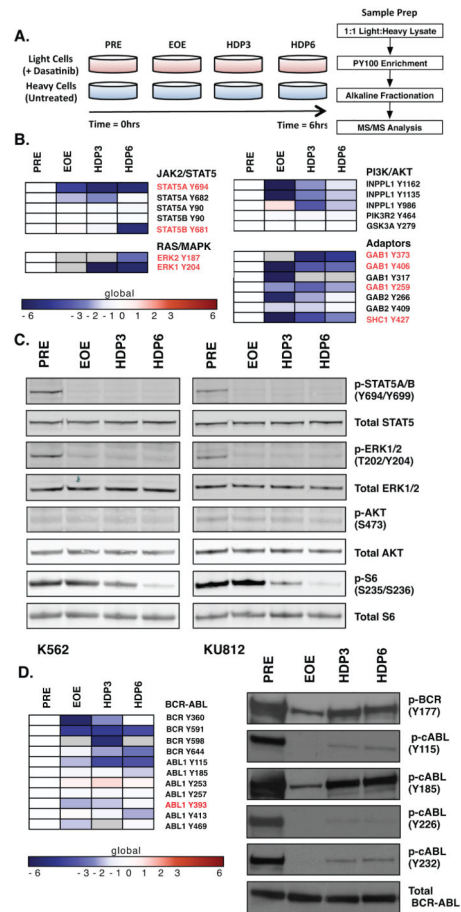 A.
PRE EOE HDP3 HDP6
Light Cells
(+ Dasatinib)
Heavy Cells
(Untreated)
Time = 0hrs Time = 6hrs
Sample Prep
1:1 Light:Heavy Lysate
PY100 Enrichment
Alkaline Fractionation
MS/MS Analysis
B.
PRE EOE HDP3 HDP6
JAK2/STAT5
STAT5A Y694
STAT5A Y682
STAT5A Y90
STAT5B Y90
STAT5B Y681
RAS/MAPK
ERK2 Y187
ERK1 Y204
global
-6 -3 -2 -1 0 1 2 3 6
PRE EOE HDP3 HDP6
PI3K/AKT
INPPL1 Y1162
INPPL1 Y1135
INPPL1 Y986
PIK3R2 Y464
GSK3A Y279
Adaptors
GAB1 Y373
GAB1 Y406
GAB1 Y317
GAB1 Y259
GAB2 Y266
GAB2 Y409
SHC1 Y427
C.
PRE EOE HDP3 HDP6 PRE EOE HDP3 HDP6
p-STAT5A/B
(Y694/Y699)
Total STAT5
p-ERK1/2
(T202/Y204)
Total ERK1/2
p-AKT
(S473)
Total AKT
p-S6
(S235/S236)
Total S6
K562 KU812
D.
PRE EOE HDP3 HDP6
BCR-ABL
BCR Y360
BCR Y591
BCR Y598
BCR Y644
ABL1 Y115
ABL1 Y185
ABL1 Y253
ABL1 Y257
ABL1 Y393
ABL1 Y413
ABL1 Y469
global
-6 -3 -2 -1 0 1 2 3 6
PRE EOE HDP3 HDP6
p-BCR
(Y177)
p-cABL
(Y115)
p-cABL
(Y185)
p-cABL
(Y226)
p-cABL
(Y232)
Total
BCR-ABL